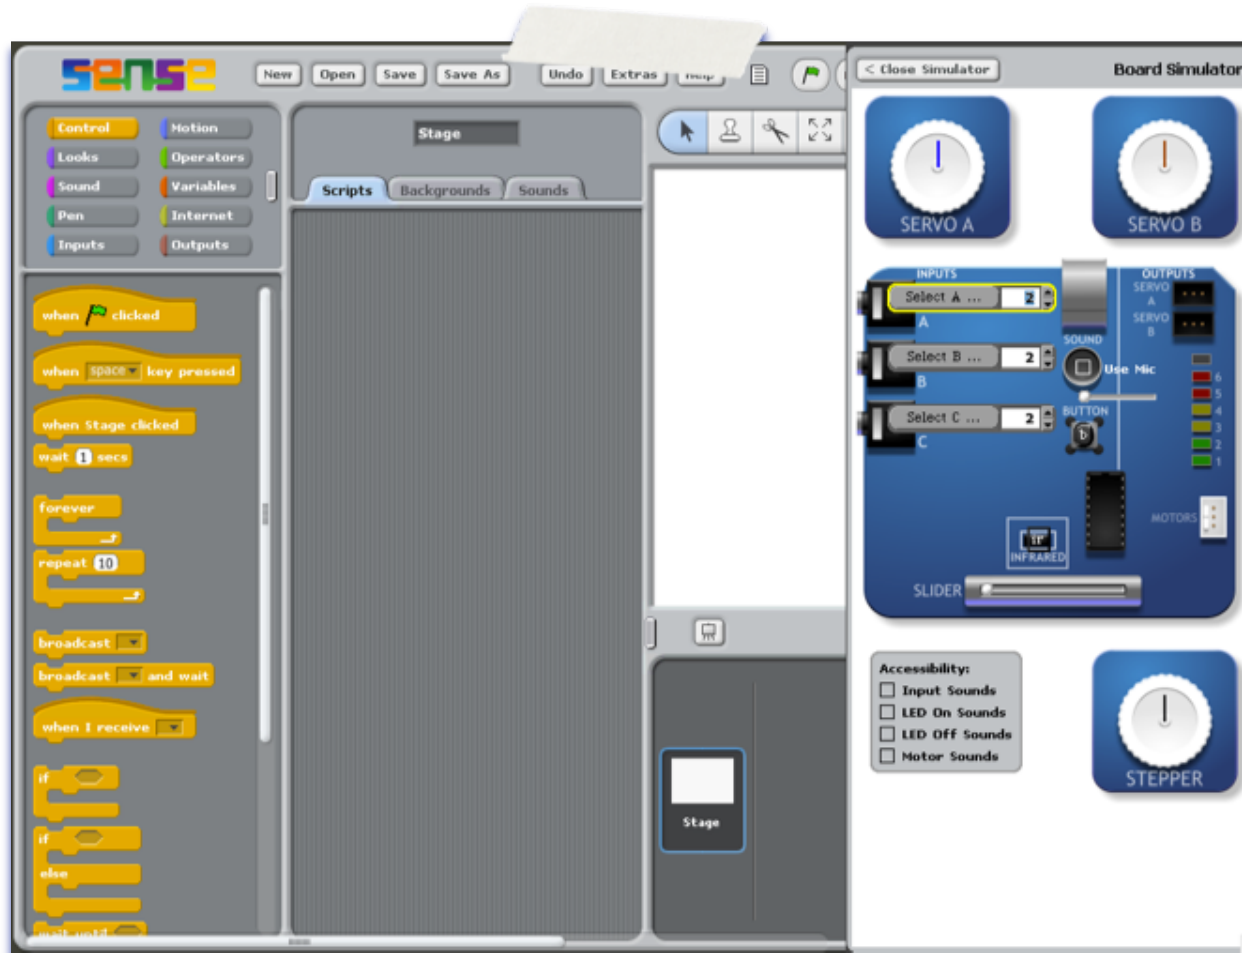 sense
New Open Save Save As Undo Extras Help
Control Motion
Looks Operators
Sound Variables
Pen Internet
Inputs Outputs
when clicked
when space key pressed
when Stage clicked
wait 1 secs
forever
repeat 10
broadcast
broadcast and wait
when I receive
if
if
else
wait until
Stage
Scripts Backgrounds Sounds
Stage
< Close Simulator Board Simulator
SERVO A SERVO B
INPUTS OUTPUTS
Select A ... 2
A
Select B ... 2
B
Select C ... 2
C
SOUND
Use Mic
BUTTON
b
SERVO
A
SERVO
B
6
5
4
3
2
1
MOTORS
ir
INFRARED
SLIDER
Accessibility:
Input Sounds
LED On Sounds
LED Off Sounds
Motor Sounds
STEPPER